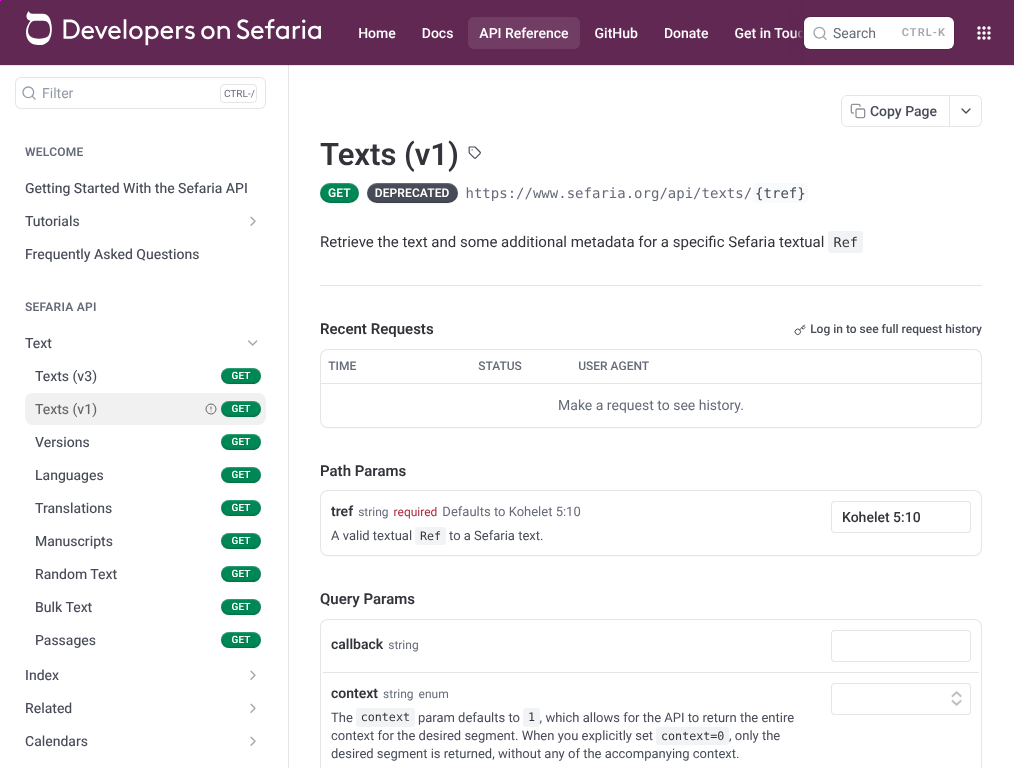 Developers on Sefaria
Home Docs API Reference GitHub Donate Get in Tou Search CTRL-K
Filter CTRL-/
WELCOME
Getting Started With the Sefaria API
Tutorials
Frequently Asked Questions
SEFARIA API
Text
Texts (v3) GET
Texts (v1) GET
Versions GET
Languages GET
Translations GET
Manuscripts GET
Random Text GET
Bulk Text GET
Passages GET
Index
Related
Calendars
Copy Page
Texts (v1)
GET DEPRECATED https://www.sefaria.org/api/texts/{tref}
Retrieve the text and some additional metadata for a specific Sefaria textual Ref
Recent Requests Log in to see full request history
TIME STATUS USER AGENT
Make a request to see history.
Path Params
tref string required Defaults to Kohelet 5:10 Kohelet 5:10
A valid textual Ref to a Sefaria text.
Query Params
callback string
context string enum
The context param defaults to 1, which allows for the API to return the entire
context for the desired segment. When you explicitly set context=0, only the
desired segment is returned, without any of the accompanying context.